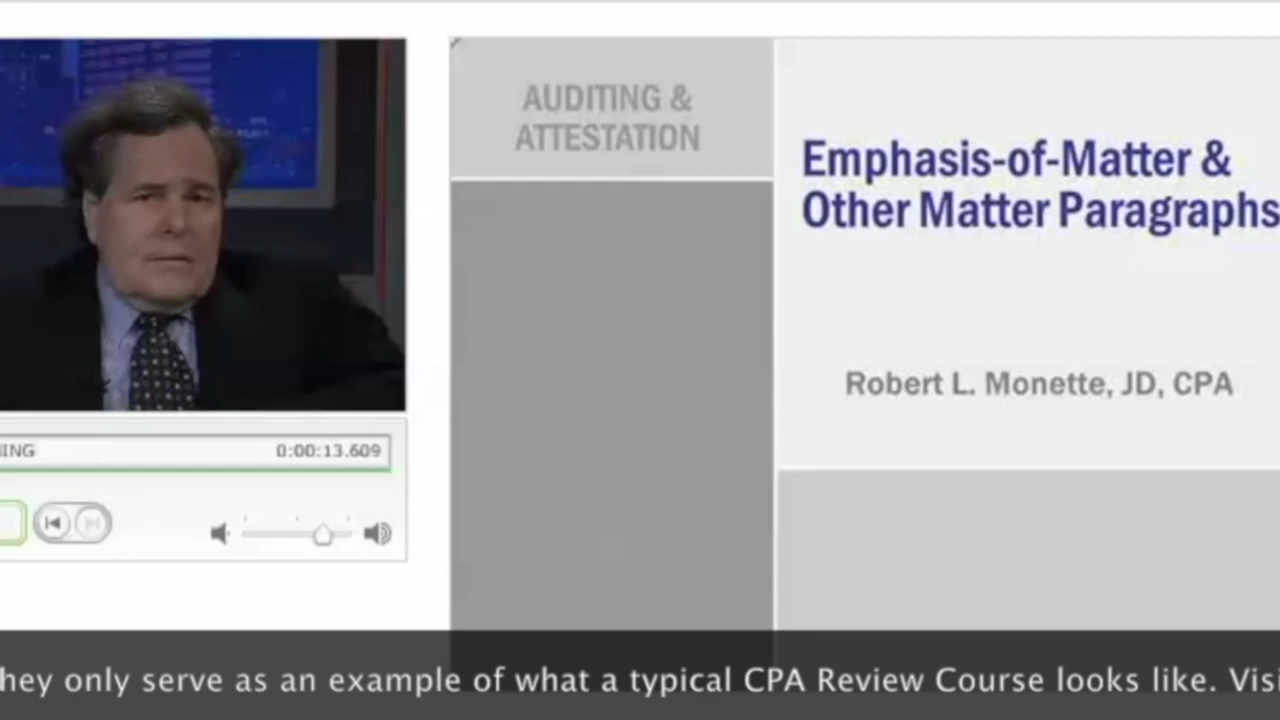 AUDITING &
ATTESTATION
Emphasis-of-Matter &
Other Matter Paragraphs
Robert L. Monette, JD, CPA
ING 0:00:13.609
hey only serve as an example of what a typical CPA Review Course looks like. Visi